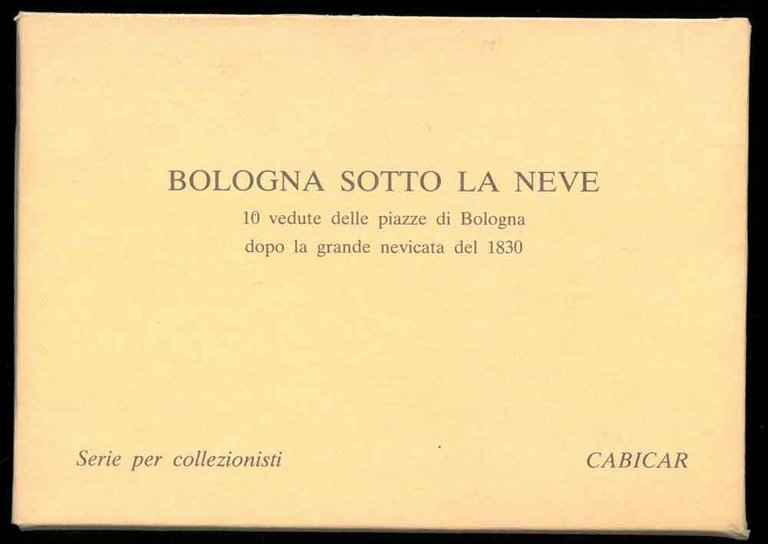 BOLOGNA SOTTO LA NEVE
10 vedute delle piazze di Bologna
dopo la grande nevicata del 1830
Serie per collezionisti
CABICAR